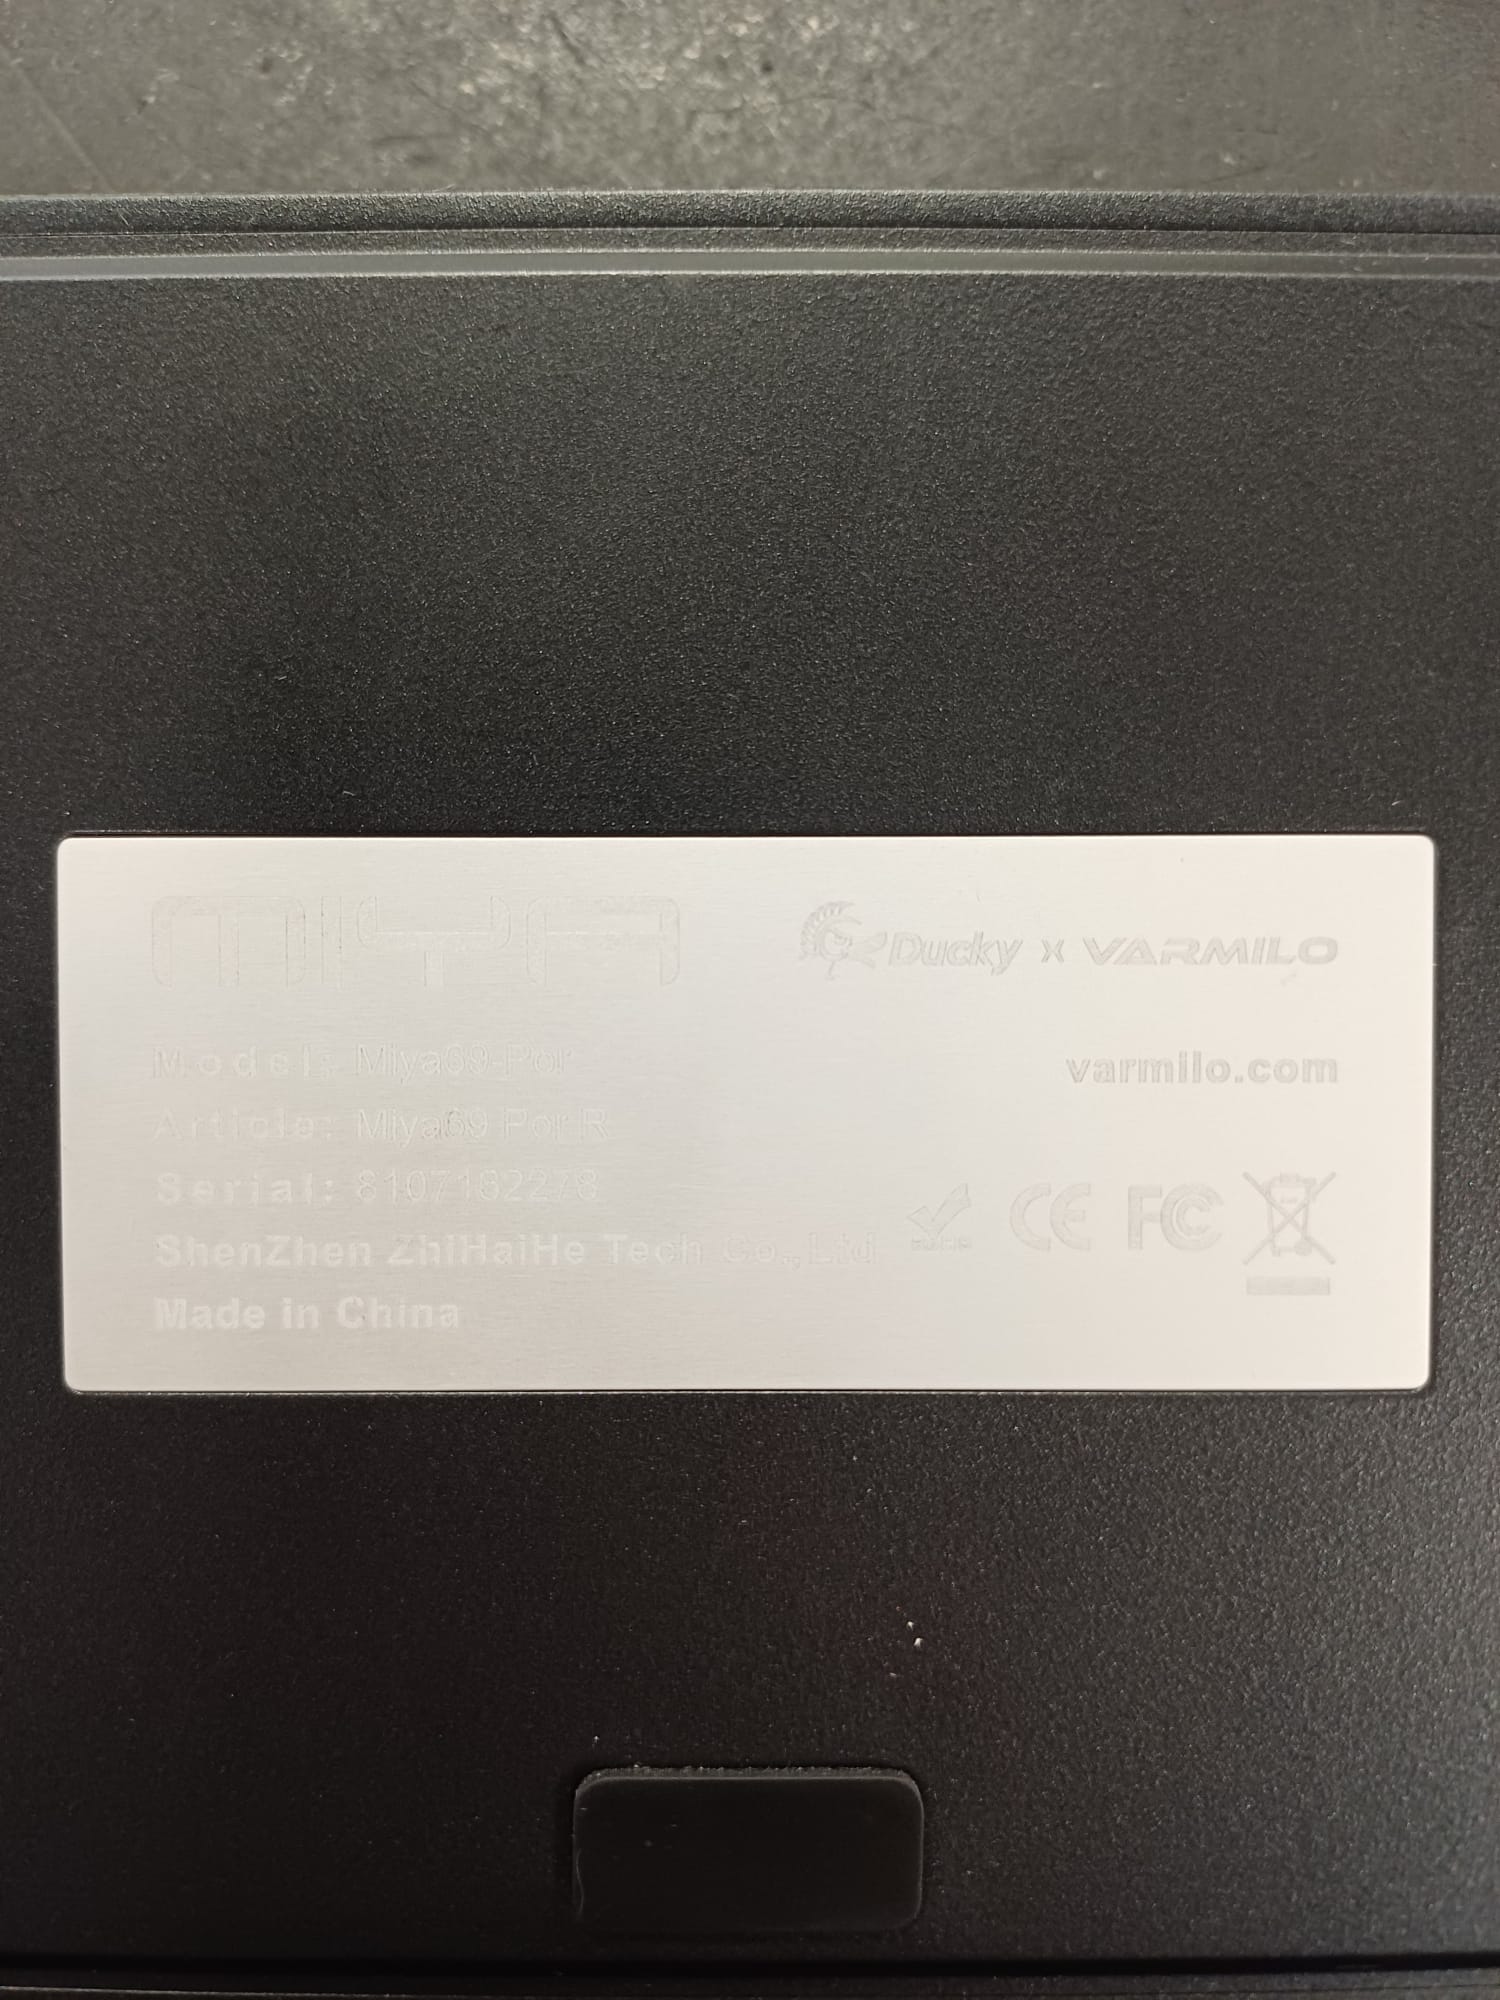 MIYA
Ducky x VARMILO
Model: Miya69-Por
varmilo.com
Article: Miya69 Por R
Serial: 8107182278
RoHS CE FC
ShenZhen ZhiHaiHe Tech Co., Ltd
Made in China